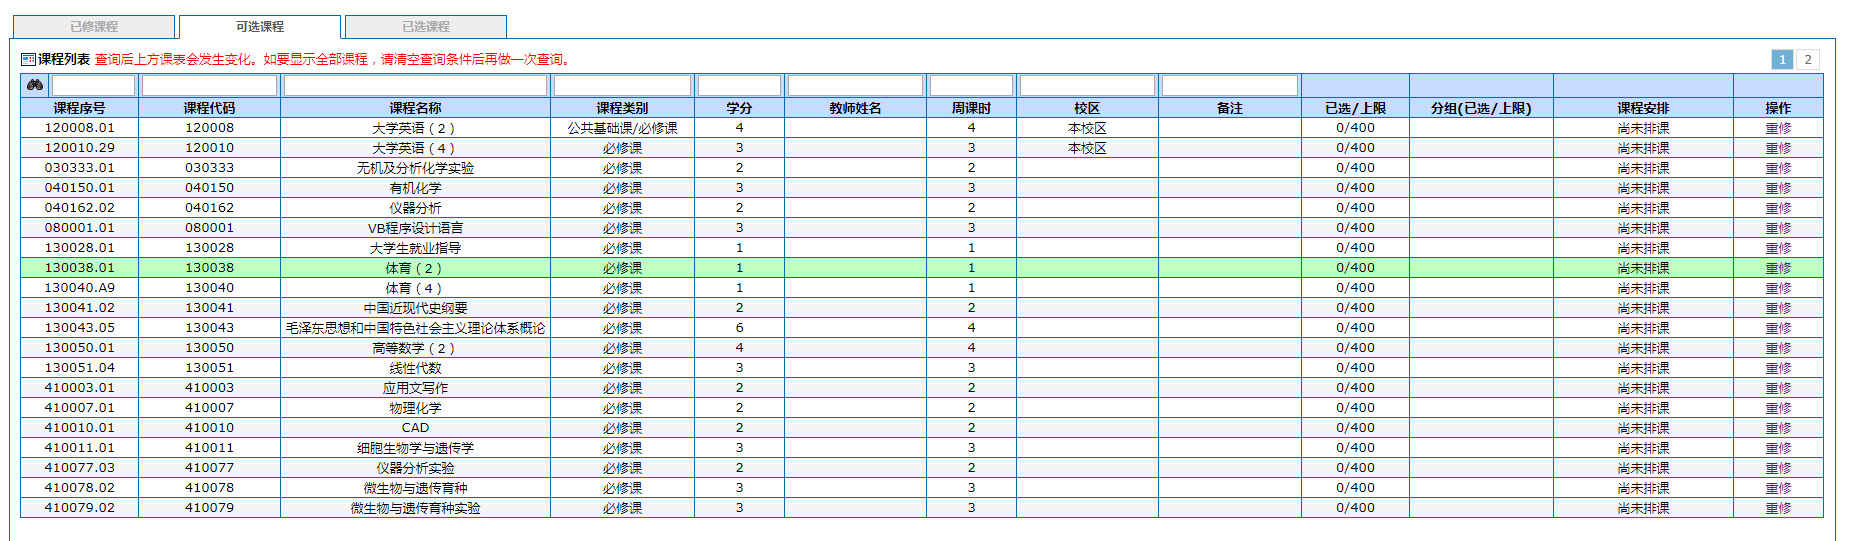 已修课程 可选课程 已选课程
课程列表 查询后上方课表会发生变化。如要显示全部课程，请清空查询条件后再做一次查询。 1 2
课程序号 课程代码 课程名称 课程类别 学分 教师姓名 周课时 校区 备注 已选/上限 分组(已选/上限) 课程安排 操作
120008.01 120008 大学英语（2） 公共基础课/必修课 4 4 本校区 0/400 尚未排课 重修
120010.29 120010 大学英语（4） 必修课 3 3 本校区 0/400 尚未排课 重修
030333.01 030333 无机及分析化学实验 必修课 2 2 0/400 尚未排课 重修
040150.01 040150 有机化学 必修课 3 3 0/400 尚未排课 重修
040162.02 040162 仪器分析 必修课 2 2 0/400 尚未排课 重修
080001.01 080001 VB程序设计语言 必修课 3 3 0/400 尚未排课 重修
130028.01 130028 大学生就业指导 必修课 1 1 0/400 尚未排课 重修
130038.01 130038 体育（2） 必修课 1 1 0/400 尚未排课 重修
130040.A9 130040 体育（4） 必修课 1 1 0/400 尚未排课 重修
130041.02 130041 中国近现代史纲要 必修课 2 2 0/400 尚未排课 重修
130043.05 130043 毛泽东思想和中国特色社会主义理论体系概论 必修课 6 4 0/400 尚未排课 重修
130050.01 130050 高等数学（2） 必修课 4 4 0/400 尚未排课 重修
130051.04 130051 线性代数 必修课 3 3 0/400 尚未排课 重修
410003.01 410003 应用文写作 必修课 2 2 0/400 尚未排课 重修
410007.01 410007 物理化学 必修课 2 2 0/400 尚未排课 重修
410010.01 410010 CAD 必修课 2 2 0/400 尚未排课 重修
410011.01 410011 细胞生物学与遗传学 必修课 3 3 0/400 尚未排课 重修
410077.03 410077 仪器分析实验 必修课 2 2 0/400 尚未排课 重修
410078.02 410078 微生物与遗传育种 必修课 3 3 0/400 尚未排课 重修
410079.02 410079 微生物与遗传育种实验 必修课 3 3 0/400 尚未排课 重修